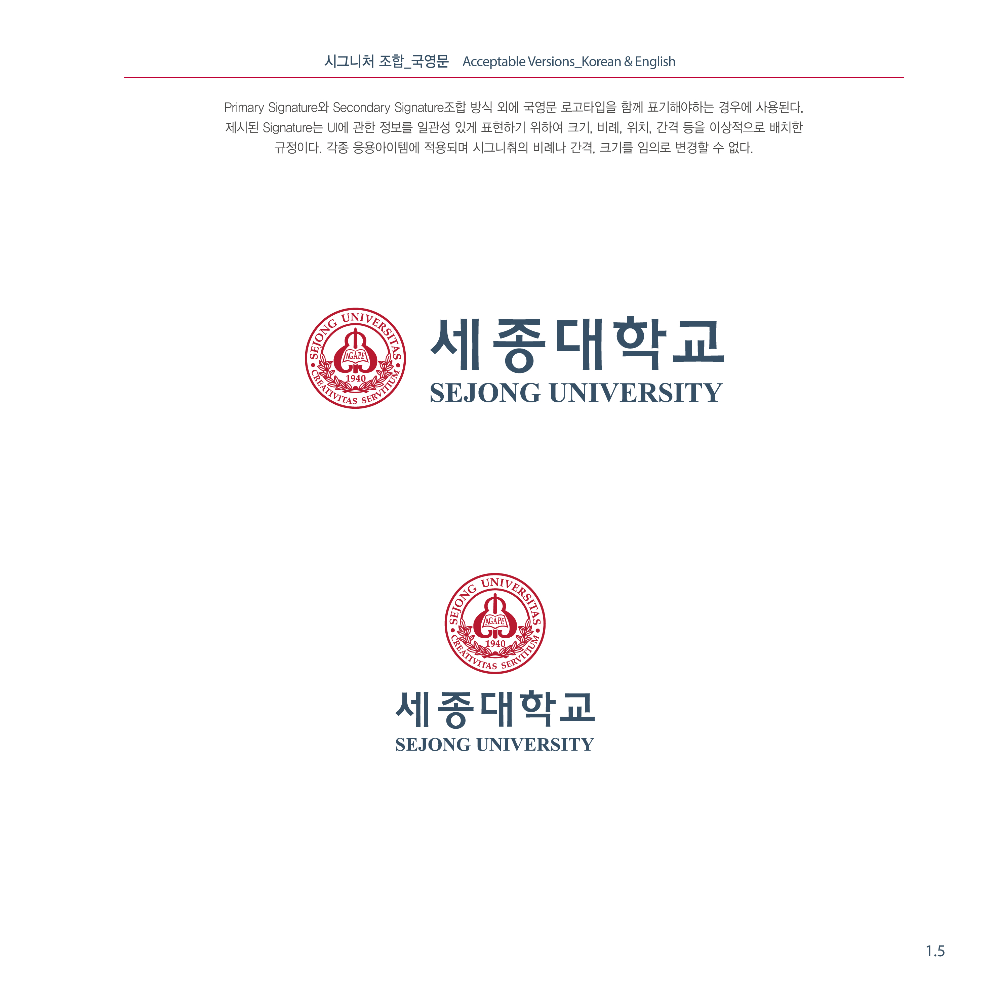 시그니처 조합_국영문 Acceptable Versions_Korean & English
Primary Signature와 Secondary Signature조합 방식 외에 국영문 로고타입을 함께 표기해야하는 경우에 사용된다.
제시된 Signature는 UI에 관한 정보를 일관성 있게 표현하기 위하여 크기, 비례, 위치, 간격 등을 이상적으로 배치한
규정이다. 각종 응용아이템에 적용되며 시그니춰의 비례나 간격, 크기를 임의로 변경할 수 없다.
SEJONG UNIVERSITAS
AGAPE
1940
CREATIVITAS SERVITIUM
세종대학교
SEJONG UNIVERSITY
SEJONG UNIVERSITAS
AGAPE
1940
CREATIVITAS SERVITIUM
세종대학교
SEJONG UNIVERSITY
1.5